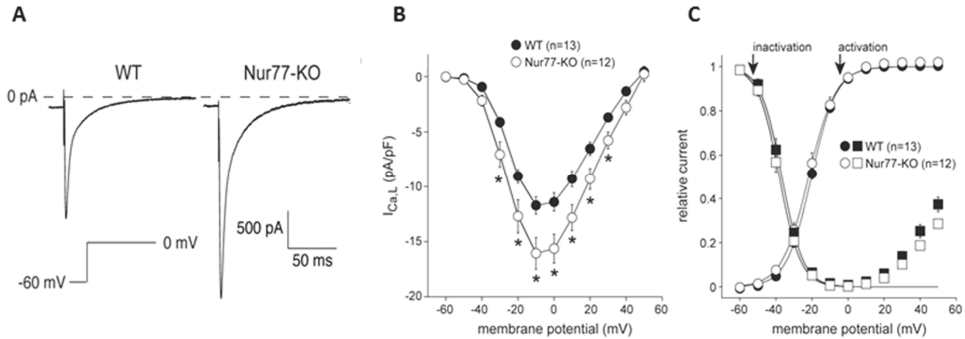 A
WT
Nur77-KO
0 pA
0 mV
-60 mV
500 pA
50 ms
B
WT (n=13)
Nur77-KO (n=12)
0
-5
-10
-15
-20
I Ca,L (pA/pF)
* * * * * * *
-60 -40 -20 0 20 40 60
membrane potential (mV)
C
inactivation activation
1
0.8
0.6
0.4
0.2
0
relative current
WT (n=13)
Nur77-KO (n=12)
-60 -40 -20 0 20 40 60
membrane potential (mV)